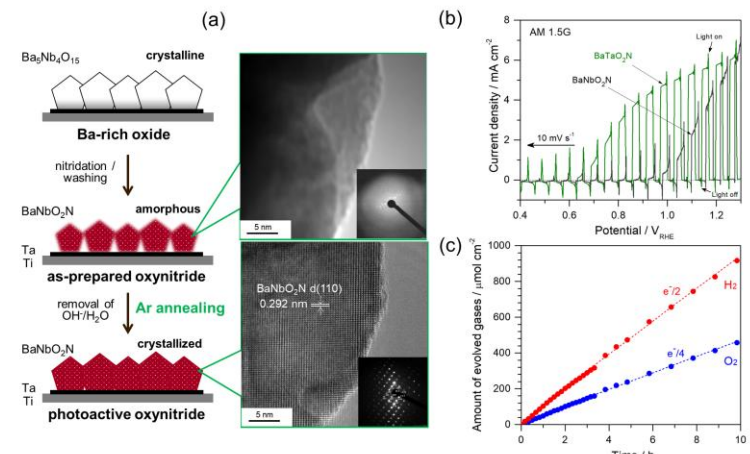 (a)
Ba₅Nb₄O₁₅
crystalline
Ba-rich oxide
nitridation /
washing
BaNbO₂N
amorphous
Ta
Ti
as-prepared oxynitride
removal of
OH⁻/H₂O
Ar annealing
BaNbO₂N
crystallized
Ta
Ti
photoactive oxynitride
5 nm
BaNbO₂N d(110)
0.292 nm
5 nm
(b)
AM 1.5G
Light on
BaTaO₂N
BaNbO₂N
10 mV s⁻¹
Light off
Current density / mA cm⁻²
8
6
4
2
0
0.4 0.6 0.8 1.0 1.2
Potential / V_RHE
(c)
Amount of evolved gases / μmol cm⁻²
1000
800
600
400
200
0
e⁻/2
H₂
e⁻/4
O₂
0 2 4 6 8 10
Time / h